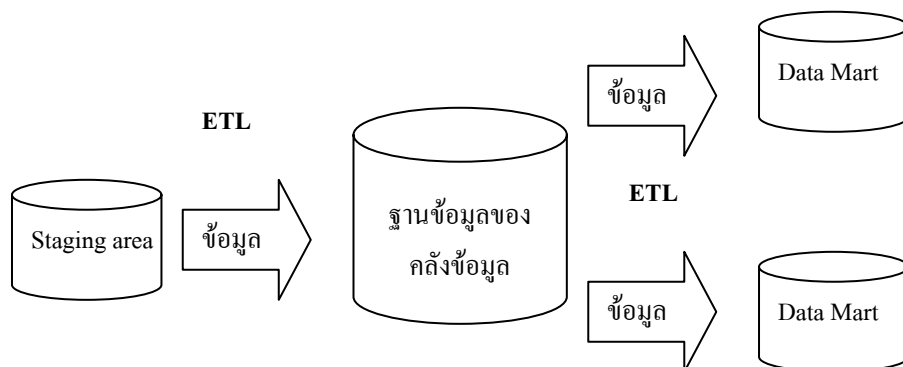 Data Mart
ข้อมูล
ETL
ETL
ฐานข้อมูลของ
คลังข้อมูล
Staging area
ข้อมูล
ข้อมูล
Data Mart